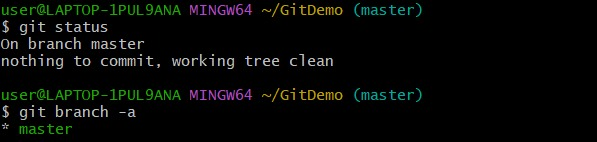 user@LAPTOP-1PUL9ANA MINGW64 ~/GitDemo (master)
$ git status
On branch master
nothing to commit, working tree clean
user@LAPTOP-1PUL9ANA MINGW64 ~/GitDemo (master)
$ git branch -a
* master